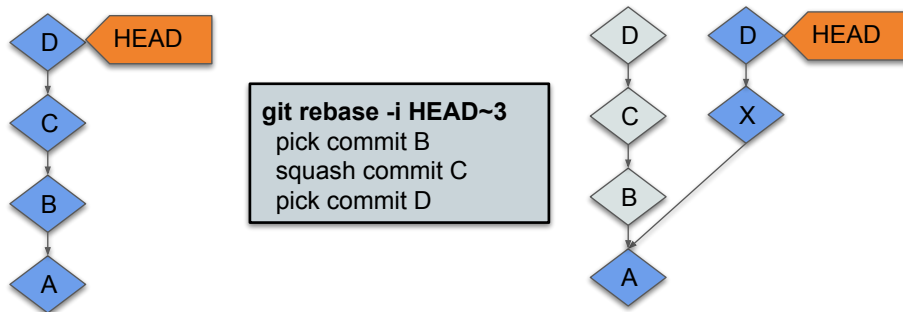 D
HEAD
C
B
A
git rebase -i HEAD~3
pick commit B
squash commit C
pick commit D
D
C
B
A
D
HEAD
X